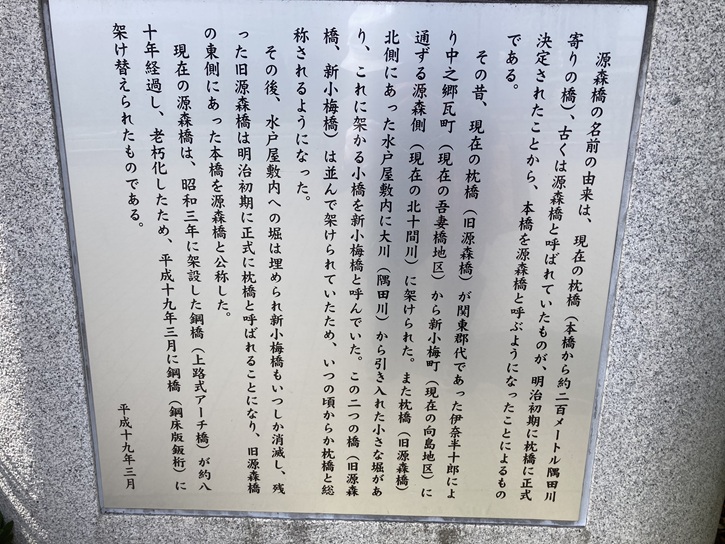 源森橋の名前の由来は、現在の枕橋（本橋から約二百メートル隅田川
寄りの橋）、古くは源森橋と呼ばれていたものが、明治初期に枕橋に正式
決定されたことから、本橋を源森橋と呼ぶようになったことによるもの
である。
その昔、現在の枕橋（旧源森橋）が関東郡代であった伊奈半十郎によ
り中之郷瓦町（現在の吾妻橋地区）から新小梅町（現在の向島地区）に
通ずる源森側（現在の北十間川）に架けられた。また枕橋（旧源森橋）
北側にあった水戸屋敷内に大川（隅田川）から引き入れた小さな堀があ
り、これに架かる小橋を新小梅橋と呼んでいた。この二つの橋（旧源森
橋、新小梅橋）は並んで架けられていたため、いつの頃からか枕橋と総
称されるようになった。
その後、水戸屋敷内への堀は埋められ新小梅橋もいつしか消滅し、残
った旧源森橋は明治初期に正式に枕橋と呼ばれることになり、旧源森橋
の東側にあった本橋を源森橋と公称した。
現在の源森橋は、昭和三年に架設した鋼橋（上路式アーチ橋）が約八
十年経過し、老朽化したため、平成十九年三月に鋼橋（鋼床版鈑桁）に
架け替えられたものである。
平成十九年三月